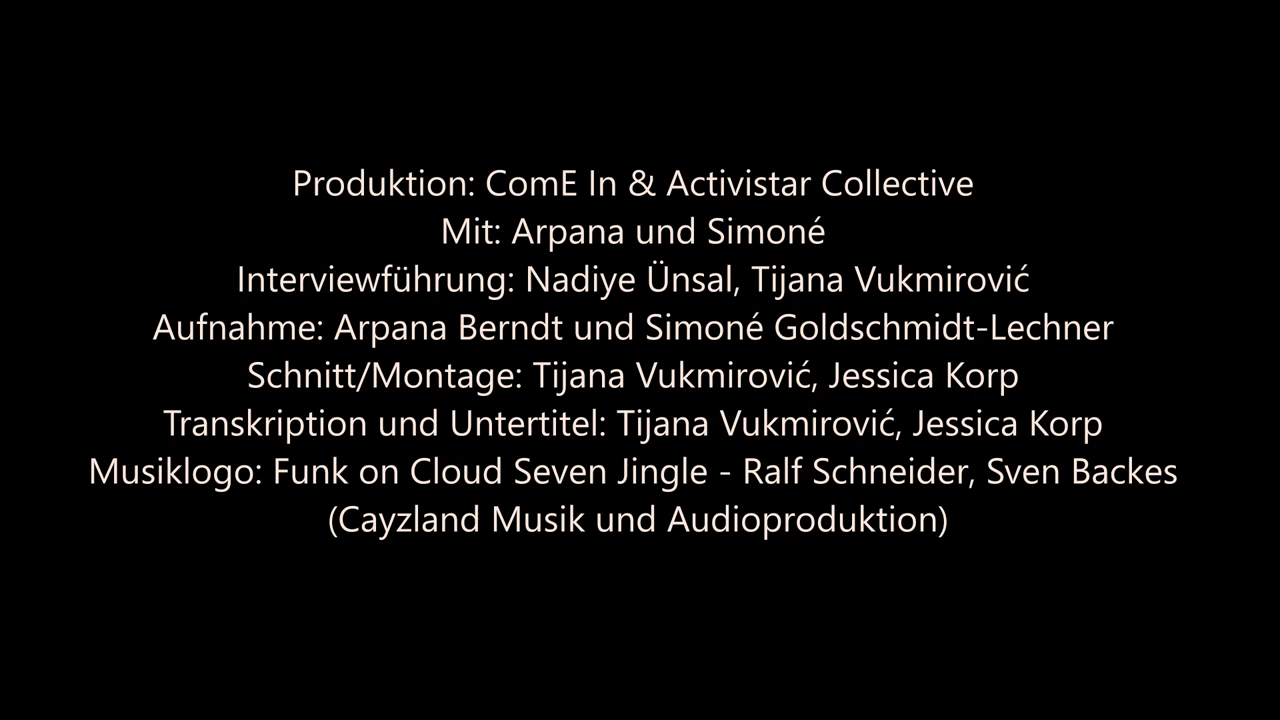 Produktion: ComE In & Activistar Collective
Mit: Arpana und Simoné
Interviewführung: Nadiye Ünsal, Tijana Vukmirović
Aufnahme: Arpana Berndt und Simoné Goldschmidt-Lechner
Schnitt/Montage: Tijana Vukmirović, Jessica Korp
Transkription und Untertitel: Tijana Vukmirović, Jessica Korp
Musiklogo: Funk on Cloud Seven Jingle - Ralf Schneider, Sven Backes
(Cayzland Musik und Audioproduktion)